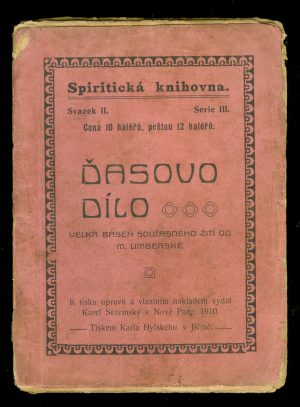 Spiritická knihovna.
Svazek II. Serie III.
Cena 10 haléřů, poštou 12 haléřů.
ĎASOVO
DÍLO
VELKÁ BÁSEŇ SOUČASNÉHO ŽITÍ OD
M. LIMBERSKÉ
K tisku upravil a vlastním nákladem vydal
Karel Sezemský v Nové Pace. 1910.
Tiskem Karla Hylského v Jičíně.